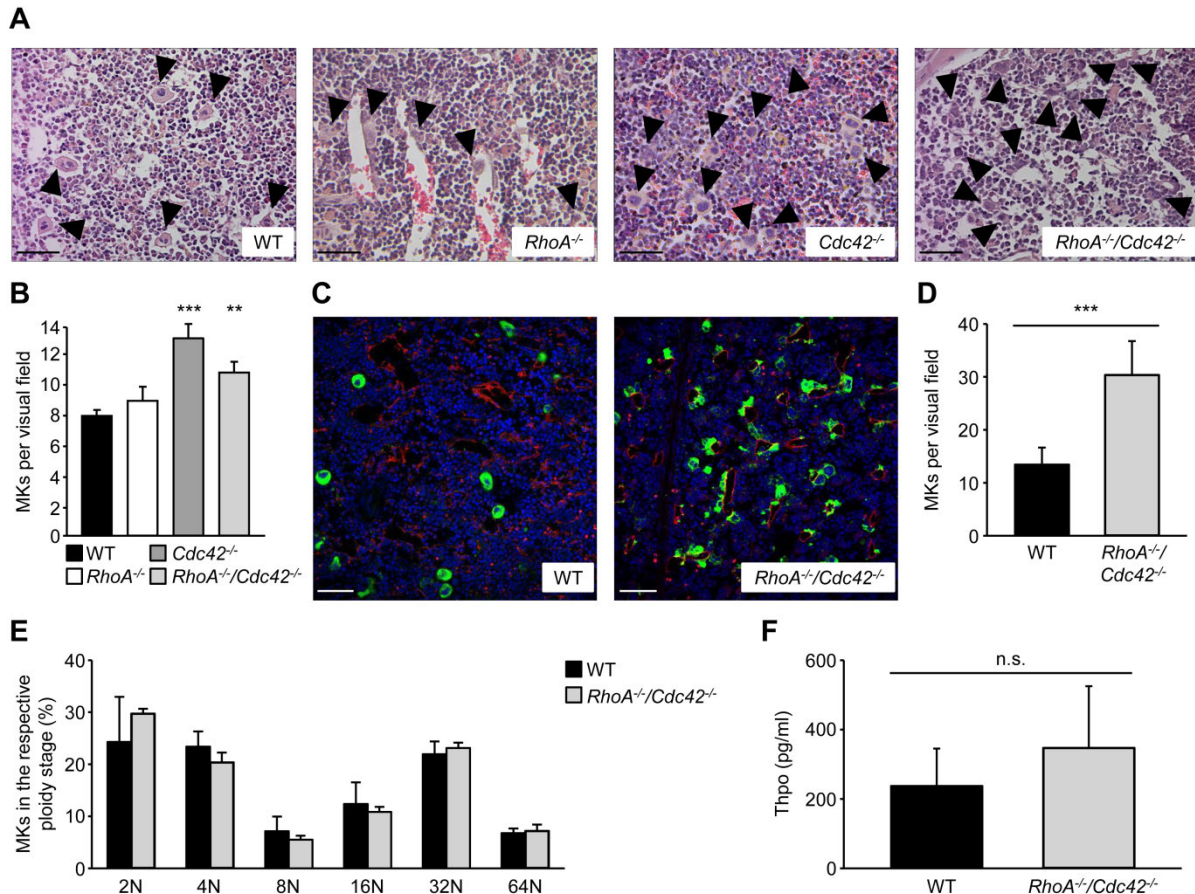 A
WT
RhoA-/-
Cdc42-/-
RhoA-/-/Cdc42-/-
B
MKs per visual field
14
12
10
8
6
4
2
0
***
**
WT
Cdc42-/-
RhoA-/-
RhoA-/-/Cdc42-/-
C
WT
RhoA-/-/Cdc42-/-
D
MKs per visual field
40
30
20
10
0
***
WT
RhoA-/-/
Cdc42-/-
E
MKs in the respective
ploidy stage (%)
40
30
20
10
0
2N
4N
8N
16N
32N
64N
WT
RhoA-/-/Cdc42-/-
F
Thpo (pg/ml)
600
400
200
0
n.s.
WT
RhoA-/-/Cdc42-/-